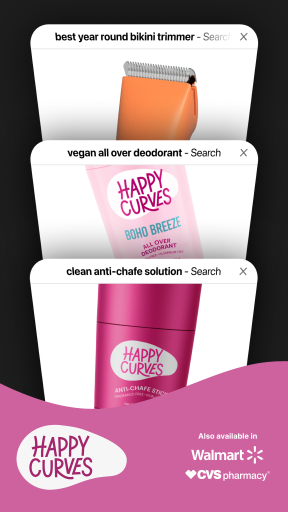 best year round bikini trimmer - Searc
vegan all over deodorant - Search
HAPPY
CURVES
BOHO BREEZE
ALL OVER
DEODORANT
clean anti-chafe solution - Search
HAPPY
CURVES
ANTI-CHAFE STICK
HAPPY
CURVES
Also available in
Walmart
CVS pharmacy